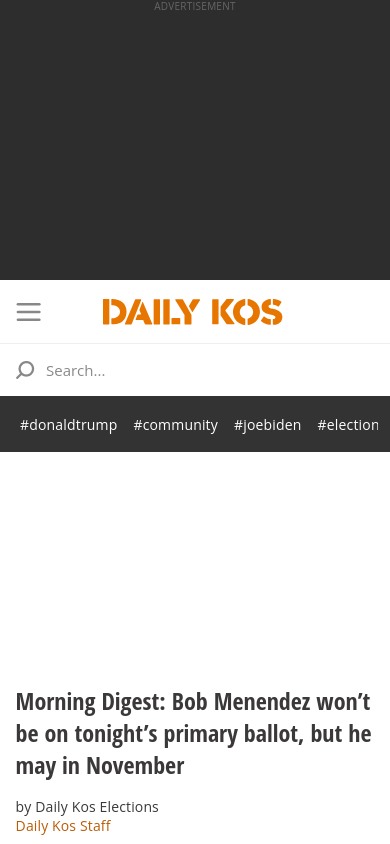 ADVERTISEMENT
DAILY KOS
Search...
#donaldtrump #community #joebiden #election
Morning Digest: Bob Menendez won’t
be on tonight’s primary ballot, but he
may in November
by Daily Kos Elections
Daily Kos Staff